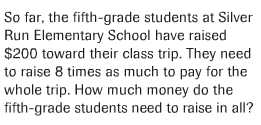 So far, the fifth-grade students at Silver
Run Elementary School have raised
$200 toward their class trip. They need
to raise 8 times as much to pay for the
whole trip. How much money do the
fifth-grade students need to raise in all?